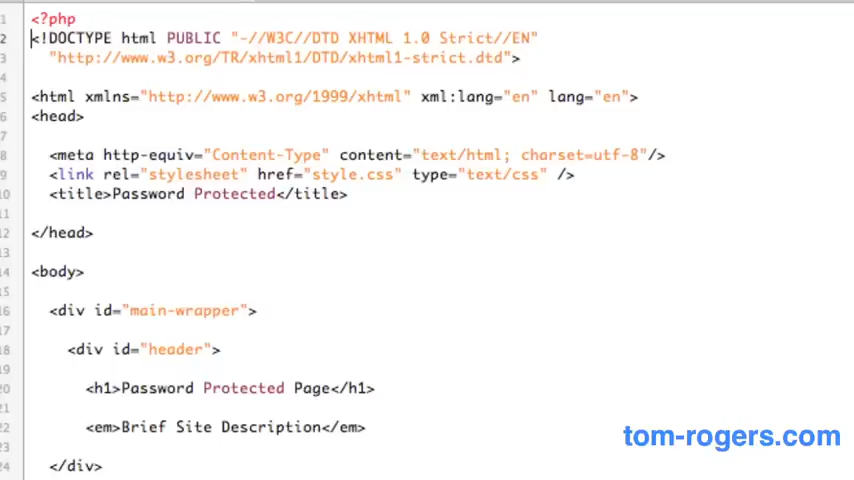 1 <?php
2 <!DOCTYPE html PUBLIC "-//W3C//DTD XHTML 1.0 Strict//EN"
3 "http://www.w3.org/TR/xhtml1/DTD/xhtml1-strict.dtd">
4
5 <html xmlns="http://www.w3.org/1999/xhtml" xml:lang="en" lang="en">
6 <head>
7
8 <meta http-equiv="Content-Type" content="text/html; charset=utf-8"/>
9 <link rel="stylesheet" href="style.css" type="text/css" />
10 <title>Password Protected</title>
11
12 </head>
13
14 <body>
15
16 <div id="main-wrapper">
17
18 <div id="header">
19
20 <h1>Password Protected Page</h1>
21
22 <em>Brief Site Description</em>
23
24 </div>
tom-rogers.com